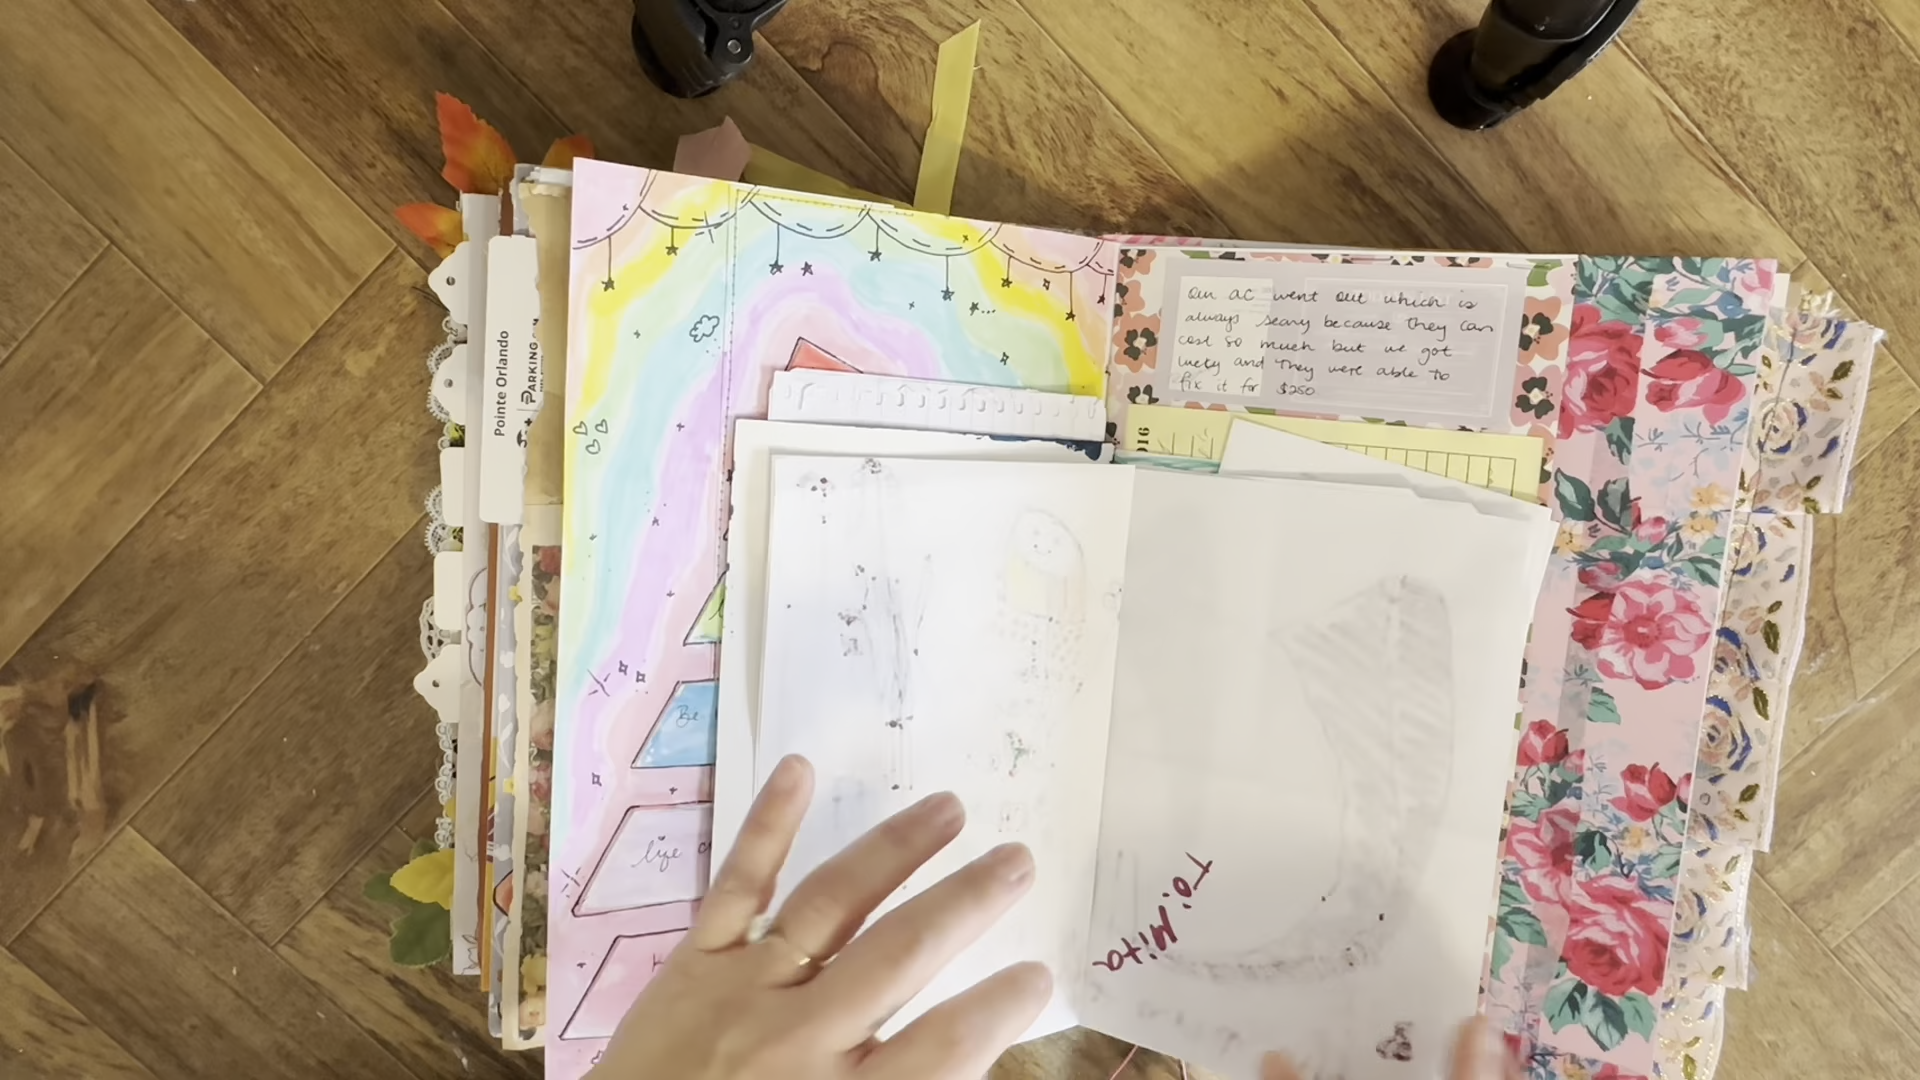 Pointe Orlando
PARKING
Our AC went out which is
always scary because they can
cost so much but we got
lucky and they were able to
fix it for $250
016
Be
life
To: Mita